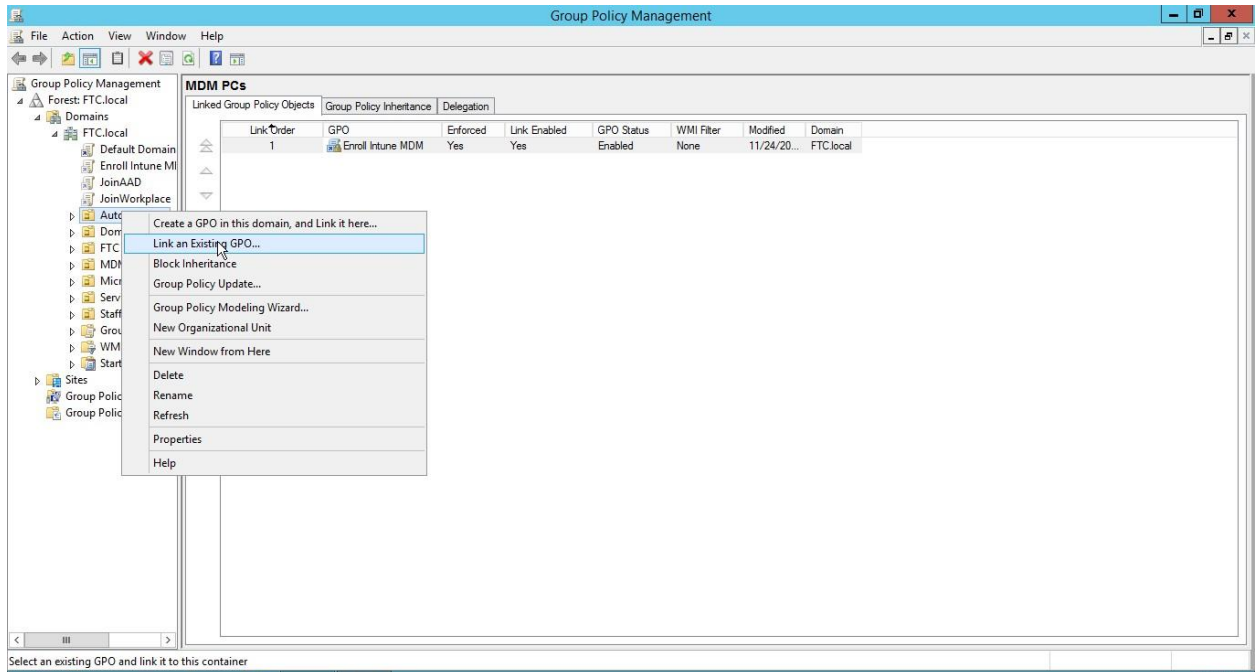 Group Policy Management
File Action View Window Help
Group Policy Management
Forest: FTC.local
Domains
FTC.local
Default Domain
Enroll Intune
JoinAAD
JoinWorkplace
Auto
Dom
FTC
Micr
Serv
Staff
Grou
WM
Start
Sites
Group Polic
Group Polic
MDM PCs
Linked Group Policy Objects Group Policy Inheritance Delegation
Link Order GPO Enforced Link Enabled GPO Status WMI Filter Modified Domain
1 Enroll Intune MDM Yes Yes Enabled None 11/24/20... FTC.local
Create a GPO in this domain, and Link it here...
Link an Existing GPO...
Block Inheritance
Group Policy Update...
Group Policy Modeling Wizard...
New Organizational Unit
New Window from Here
Delete
Rename
Refresh
Properties
Help
Select an existing GPO and link it to this container